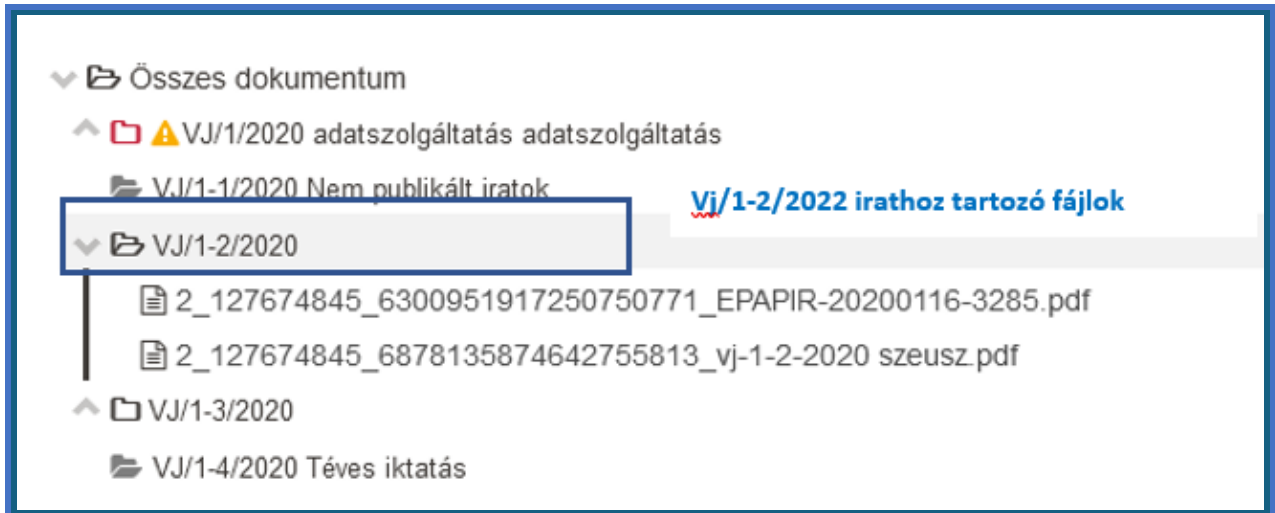 Összes dokumentum
VJ/1/2020 adatszolgáltatás adatszolgáltatás
VJ/1-1/2020 Nem publikált iratok
Vj/1-2/2022 irathoz tartozó fájlok
VJ/1-2/2020
2_127674845_6300951917250750771_EPAPIR-20200116-3285.pdf
2_127674845_6878135874642755813_vj-1-2-2020 szeusz.pdf
VJ/1-3/2020
VJ/1-4/2020 Téves iktatás